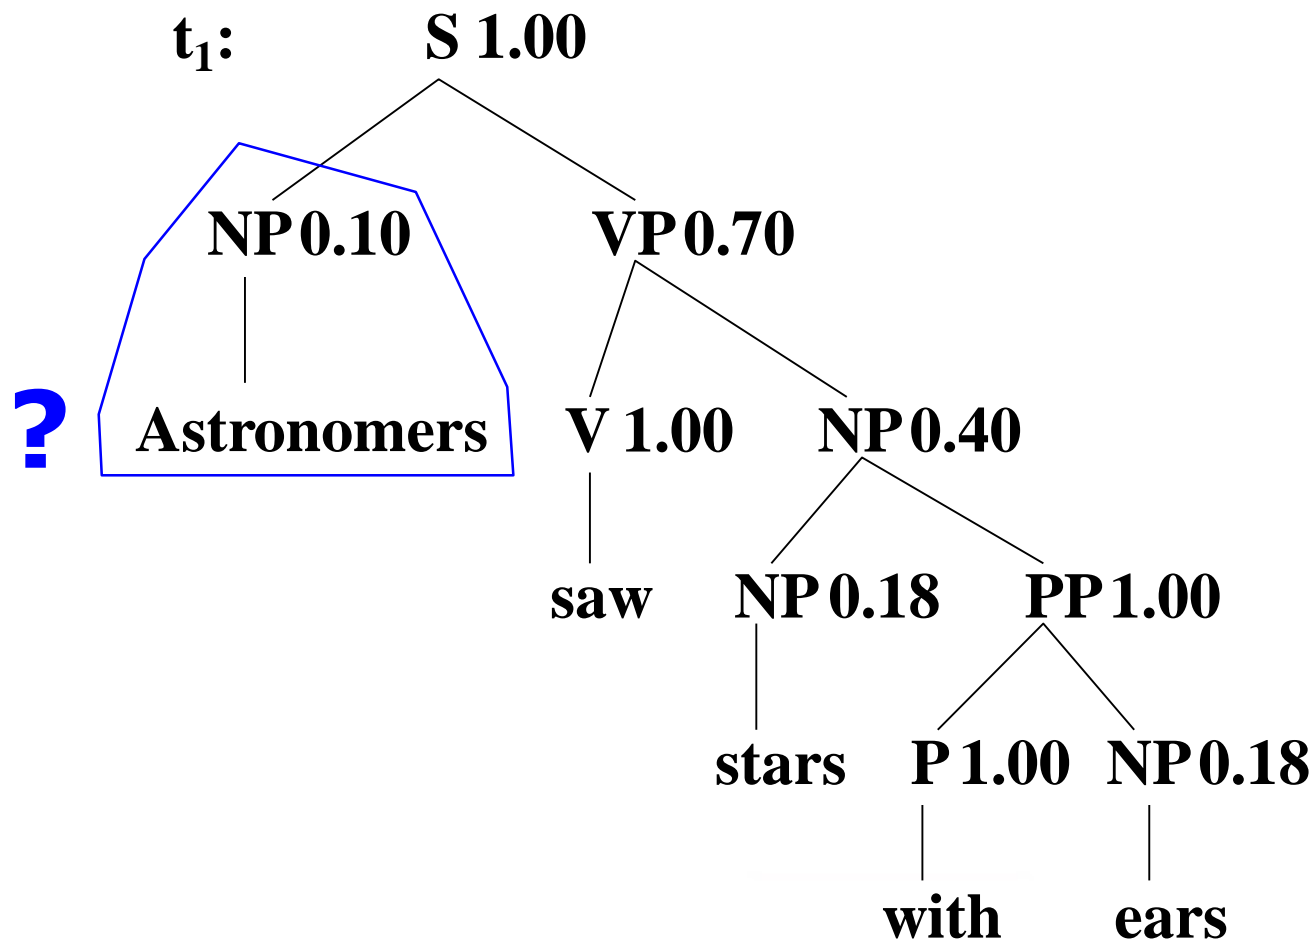 t₁: S 1.00
NP 0.10 VP 0.70
? Astronomers V 1.00 NP 0.40
saw NP 0.18 PP 1.00
stars P 1.00 NP 0.18
with ears